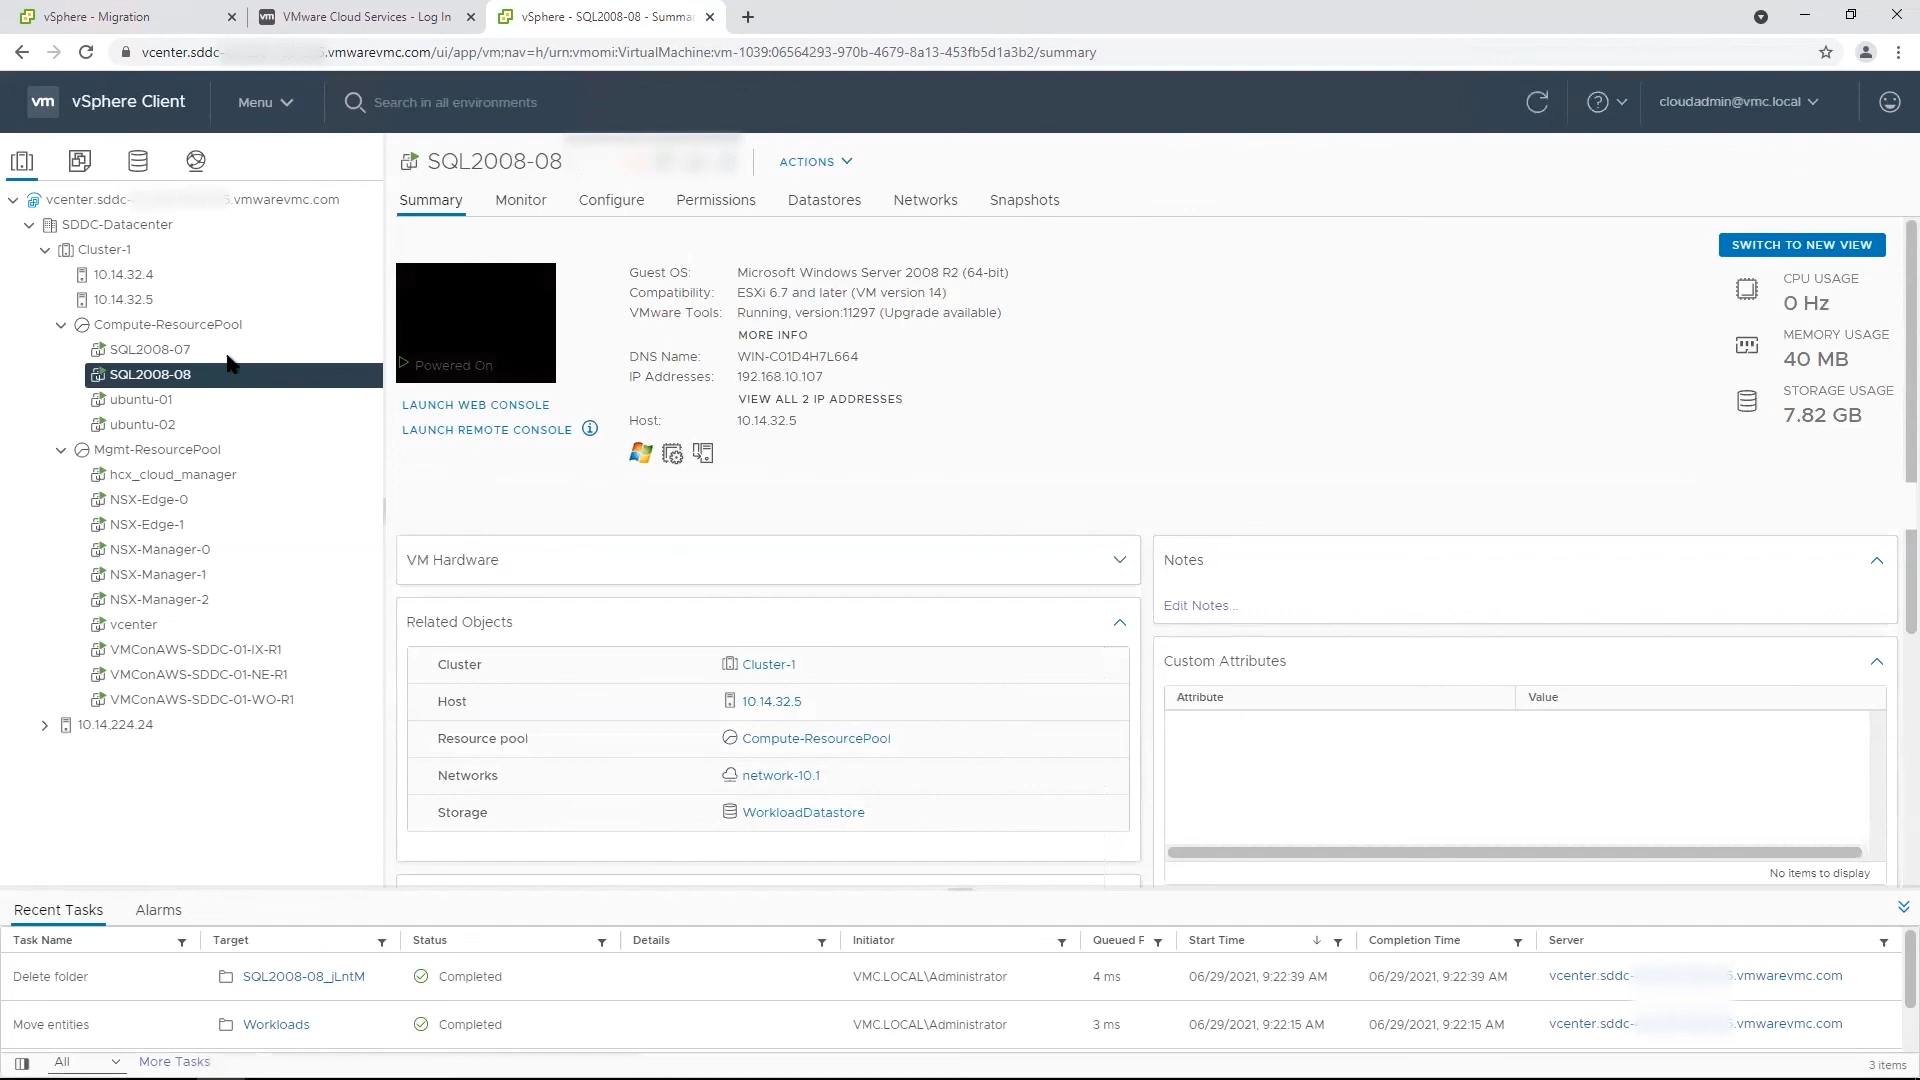 vSphere - Migration
VMware Cloud Services - Log In
vSphere - SQL2008-08 - Summa
vcenter.sddc- .vmwarevmc.com/ui/app/vm;nav=h/urn:vmomi:VirtualMachine:vm-1039:06564293-970b-4679-8a13-453fb5d1a3b2/summary
vm vSphere Client Menu Search in all environments cloudadmin@vmc.local
SQL2008-08 ACTIONS
Summary Monitor Configure Permissions Datastores Networks Snapshots
vcenter.sddc- .vmwarevmc.com
SDDC-Datacenter
Cluster-1
10.14.32.4
10.14.32.5
Compute-ResourcePool
SQL2008-07
SQL2008-08
ubuntu-01
ubuntu-02
Mgmt-ResourcePool
hcx_cloud_manager
NSX-Edge-0
NSX-Edge-1
NSX-Manager-0
NSX-Manager-1
NSX-Manager-2
vcenter
VMConAWS-SDDC-01-IX-R1
VMConAWS-SDDC-01-NE-R1
VMConAWS-SDDC-01-WO-R1
10.14.224.24
SWITCH TO NEW VIEW
Powered On
LAUNCH WEB CONSOLE
LAUNCH REMOTE CONSOLE
Guest OS: Microsoft Windows Server 2008 R2 (64-bit)
Compatibility: ESXi 6.7 and later (VM version 14)
VMware Tools: Running, version:11297 (Upgrade available)
MORE INFO
DNS Name: WIN-C01D4H7L664
IP Addresses: 192.168.10.107
VIEW ALL 2 IP ADDRESSES
Host: 10.14.32.5
CPU USAGE
0 Hz
MEMORY USAGE
40 MB
STORAGE USAGE
7.82 GB
VM Hardware
Related Objects
Cluster Cluster-1
Host 10.14.32.5
Resource pool Compute-ResourcePool
Networks network-10.1
Storage WorkloadDatastore
Notes
Edit Notes...
Custom Attributes
Attribute Value
No items to display
Recent Tasks Alarms
Task Name Target Status Details Initiator Queued F Start Time Completion Time Server
Delete folder SQL2008-08_jLntM Completed VMC.LOCAL\Administrator 4 ms 06/29/2021, 9:22:39 AM 06/29/2021, 9:22:39 AM vcenter.sddc- .vmwarevmc.com
Move entities Workloads Completed VMC.LOCAL\Administrator 3 ms 06/29/2021, 9:22:15 AM 06/29/2021, 9:22:15 AM vcenter.sddc- .vmwarevmc.com
All More Tasks 3 items